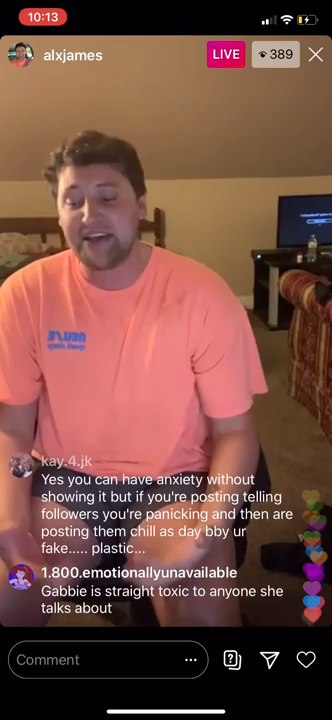 10:13
alxjames
LIVE
389
kay.4.jk
Yes you can have anxiety without
showing it but if you're posting telling
followers you're panicking and then are
posting them chill as day bby ur
fake..... plastic...
1.800.emotionallyunavailable
Gabbie is straight toxic to anyone she
talks about
Comment